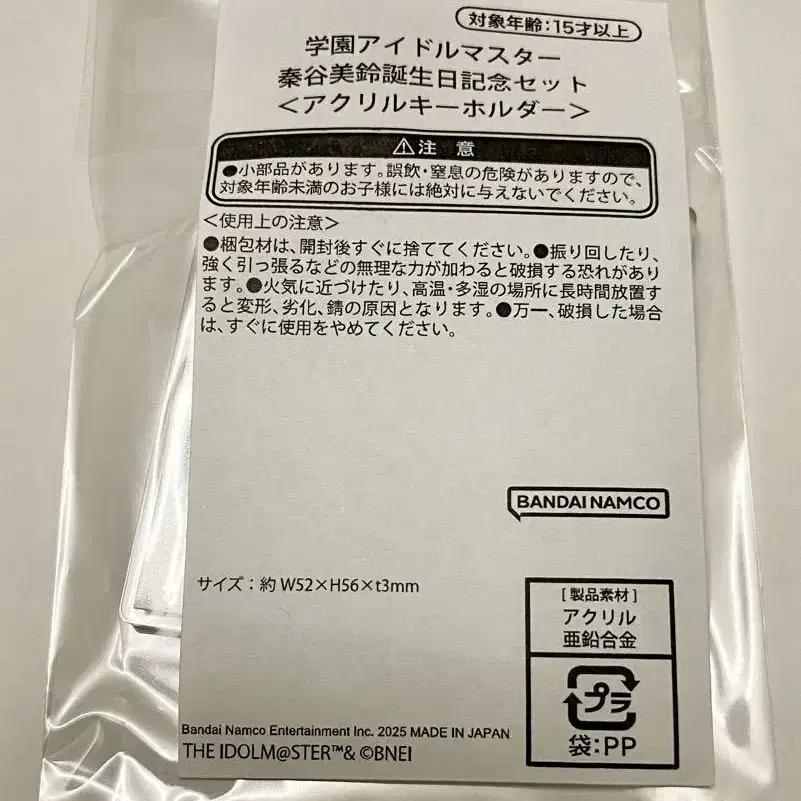 対象年齢:15才以上
学園アイドルマスター
秦谷美鈴誕生日記念セット
<アクリルキーホルダー>
⚠注 意
●小部品があります。誤飲・窒息の危険がありますので、
対象年齢未満のお子様には絶対に与えないでください。
<使用上の注意>
●梱包材は、開封後すぐに捨ててください。●振り回したり、
強く引っ張るなどの無理な力が加わると破損する恐れがあり
ます。●火気に近づけたり、高温・多湿の場所に長時間放置す
ると変形、劣化、錆の原因となります。●万一、破損した場合
は、すぐに使用をやめてください。
BANDAI NAMCO
サイズ:約 W52×H56×t3mm
[製品素材]
アクリル
亜鉛合金
プラ
袋:PP
Bandai Namco Entertainment Inc. 2025 MADE IN JAPAN
THE IDOLM@STER™& ©BNEI